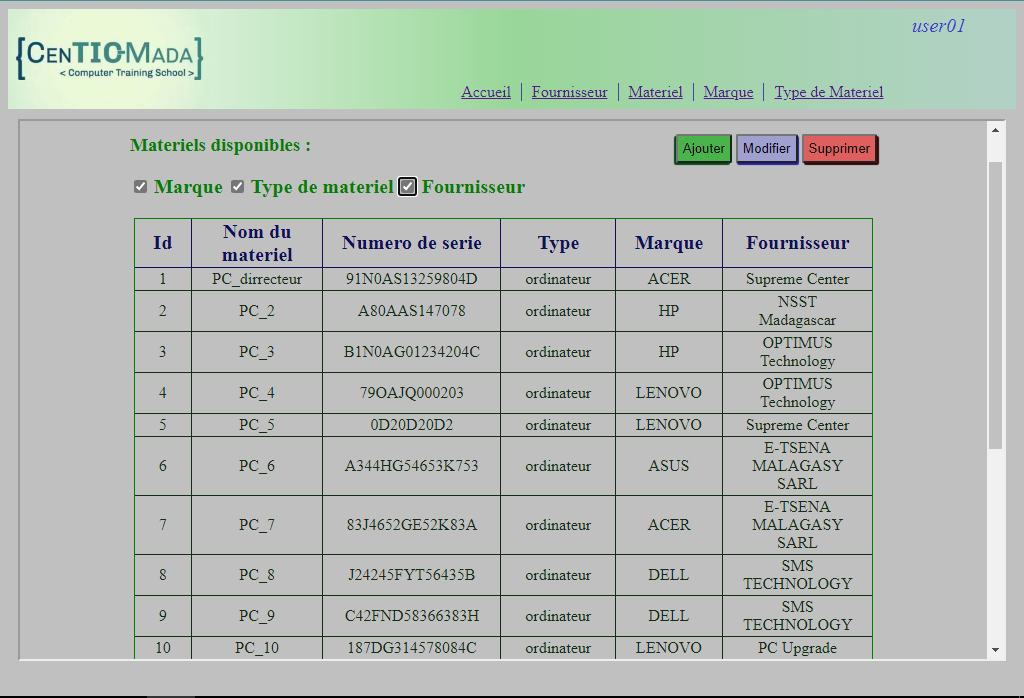 user01
{CENTIC-MADA}
< Computer Training School >
Accueil | Fournisseur | Materiel | Marque | Type de Materiel
Materiels disponibles :
Ajouter Modifier Supprimer
Marque Type de materiel Fournisseur
Id Nom du materiel Numero de serie Type Marque Fournisseur
1 PC_dirrecteur 91N0AS13259804D ordinateur ACER Supreme Center
2 PC_2 A80AAS147078 ordinateur HP NSST Madagascar
3 PC_3 B1N0AG01234204C ordinateur HP OPTIMUS Technology
4 PC_4 79OAJQ000203 ordinateur LENOVO OPTIMUS Technology
5 PC_5 0D20D20D2 ordinateur LENOVO Supreme Center
6 PC_6 A344HG54653K753 ordinateur ASUS E-TSENA MALAGASY SARL
7 PC_7 83J4652GE52K83A ordinateur ACER E-TSENA MALAGASY SARL
8 PC_8 J24245FYT56435B ordinateur DELL SMS TECHNOLOGY
9 PC_9 C42FND58366383H ordinateur DELL SMS TECHNOLOGY
10 PC_10 187DG314578084C ordinateur LENOVO PC Upgrade